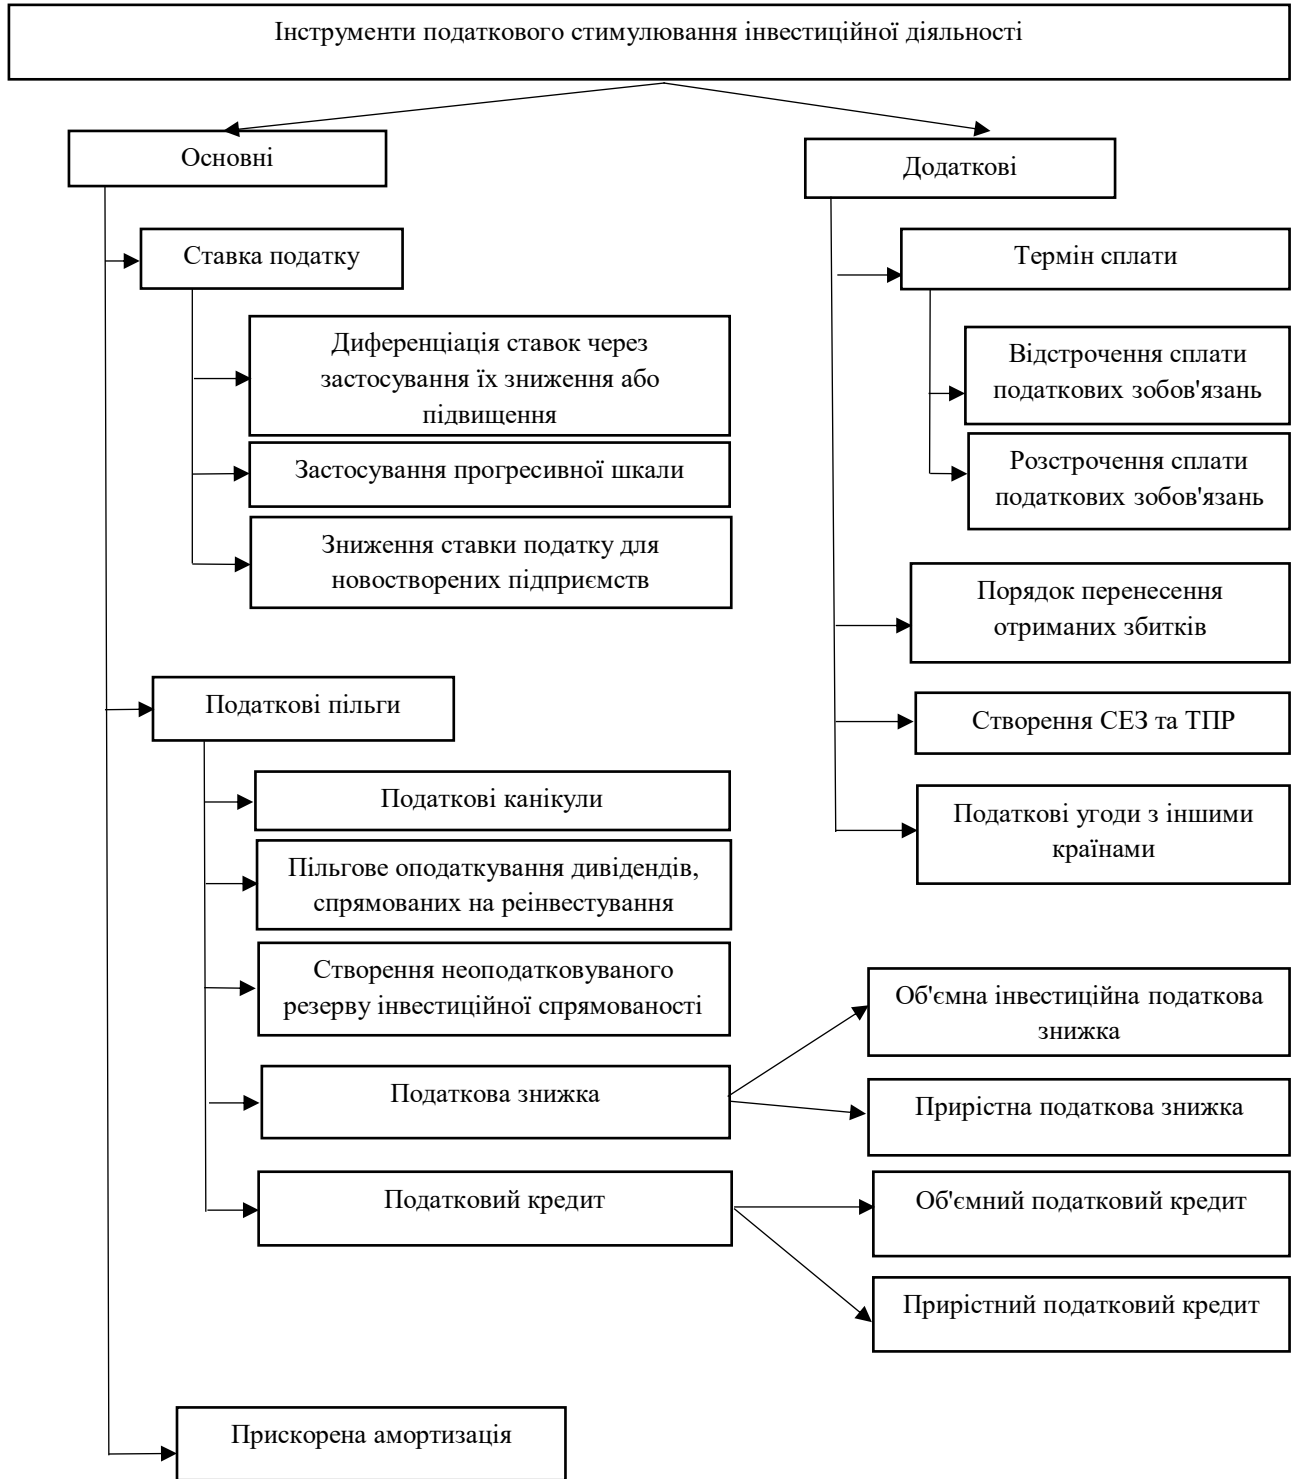 Інструменти податкового стимулювання інвестиційної діяльності
Основні
Додаткові
Ставка податку
Диференціація ставок через
застосування їх зниження або
підвищення
Застосування прогресивної шкали
Зниження ставки податку для
новостворених підприємств
Податкові пільги
Податкові канікули
Пільгове оподаткування дивідендів,
спрямованих на реінвестування
Створення неоподатковуваного
резерву інвестиційної спрямованості
Податкова знижка
Об'ємна інвестиційна податкова
знижка
Прирістна податкова знижка
Податковий кредит
Об'ємний податковий кредит
Прирістний податковий кредит
Прискорена амортизація
Термін сплати
Відстрочення сплати
податкових зобов'язань
Розстрочення сплати
податкових зобов'язань
Порядок перенесення
отриманих збитків
Створення СЕЗ та ТПР
Податкові угоди з іншими
країнами